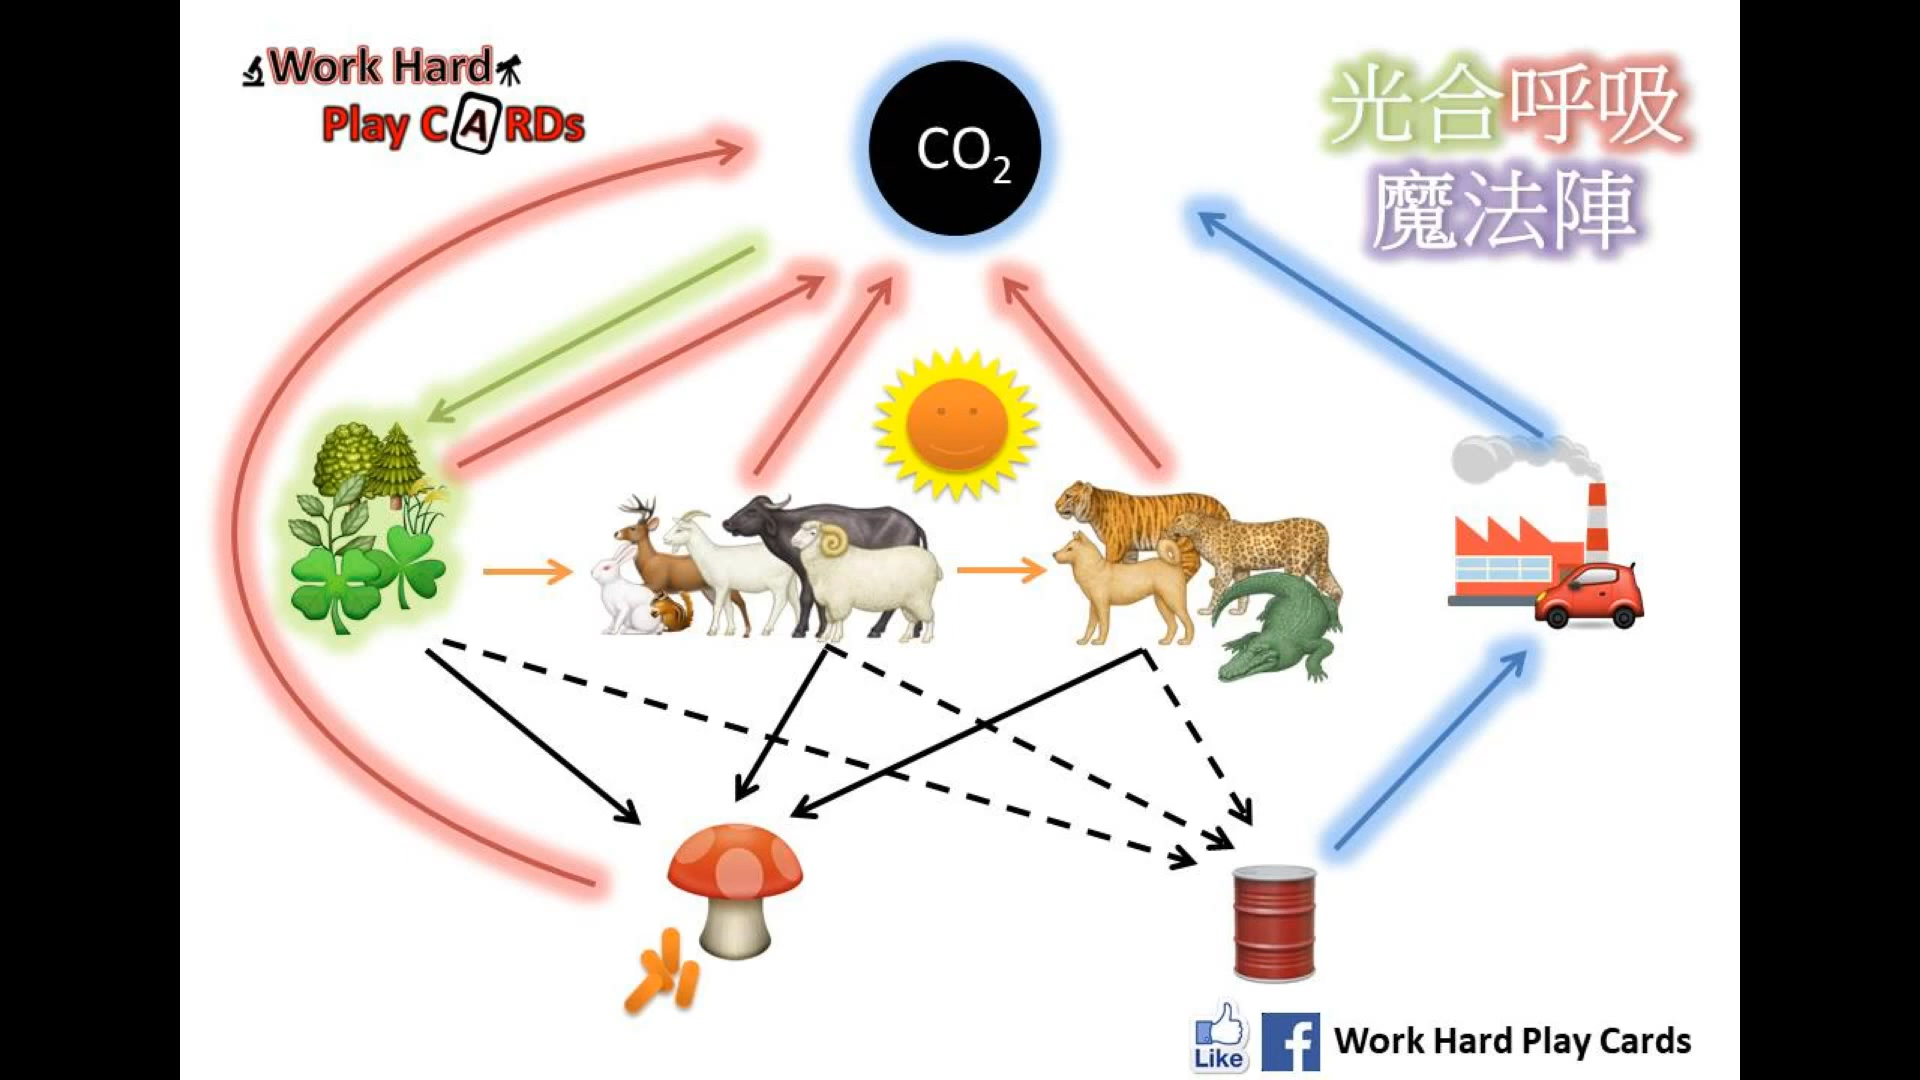 Work Hard
Play CARDs
CO₂
光合呼吸
魔法陣
Like
f
Work Hard Play Cards